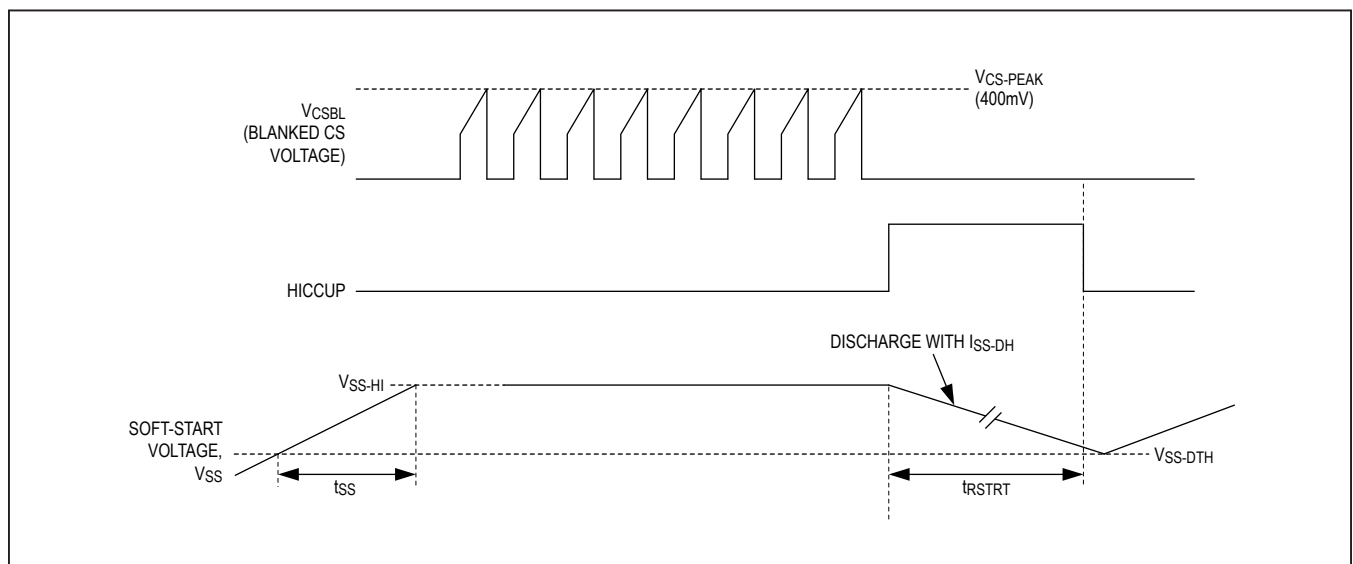 VCS-PEAK
(400mV)
VCSBL
(BLANKED CS
VOLTAGE)
HICCUP
DISCHARGE WITH ISS-DH
VSS-HI
SOFT-START
VOLTAGE,
VSS
VSS-DTH
tSS
tRSTRT